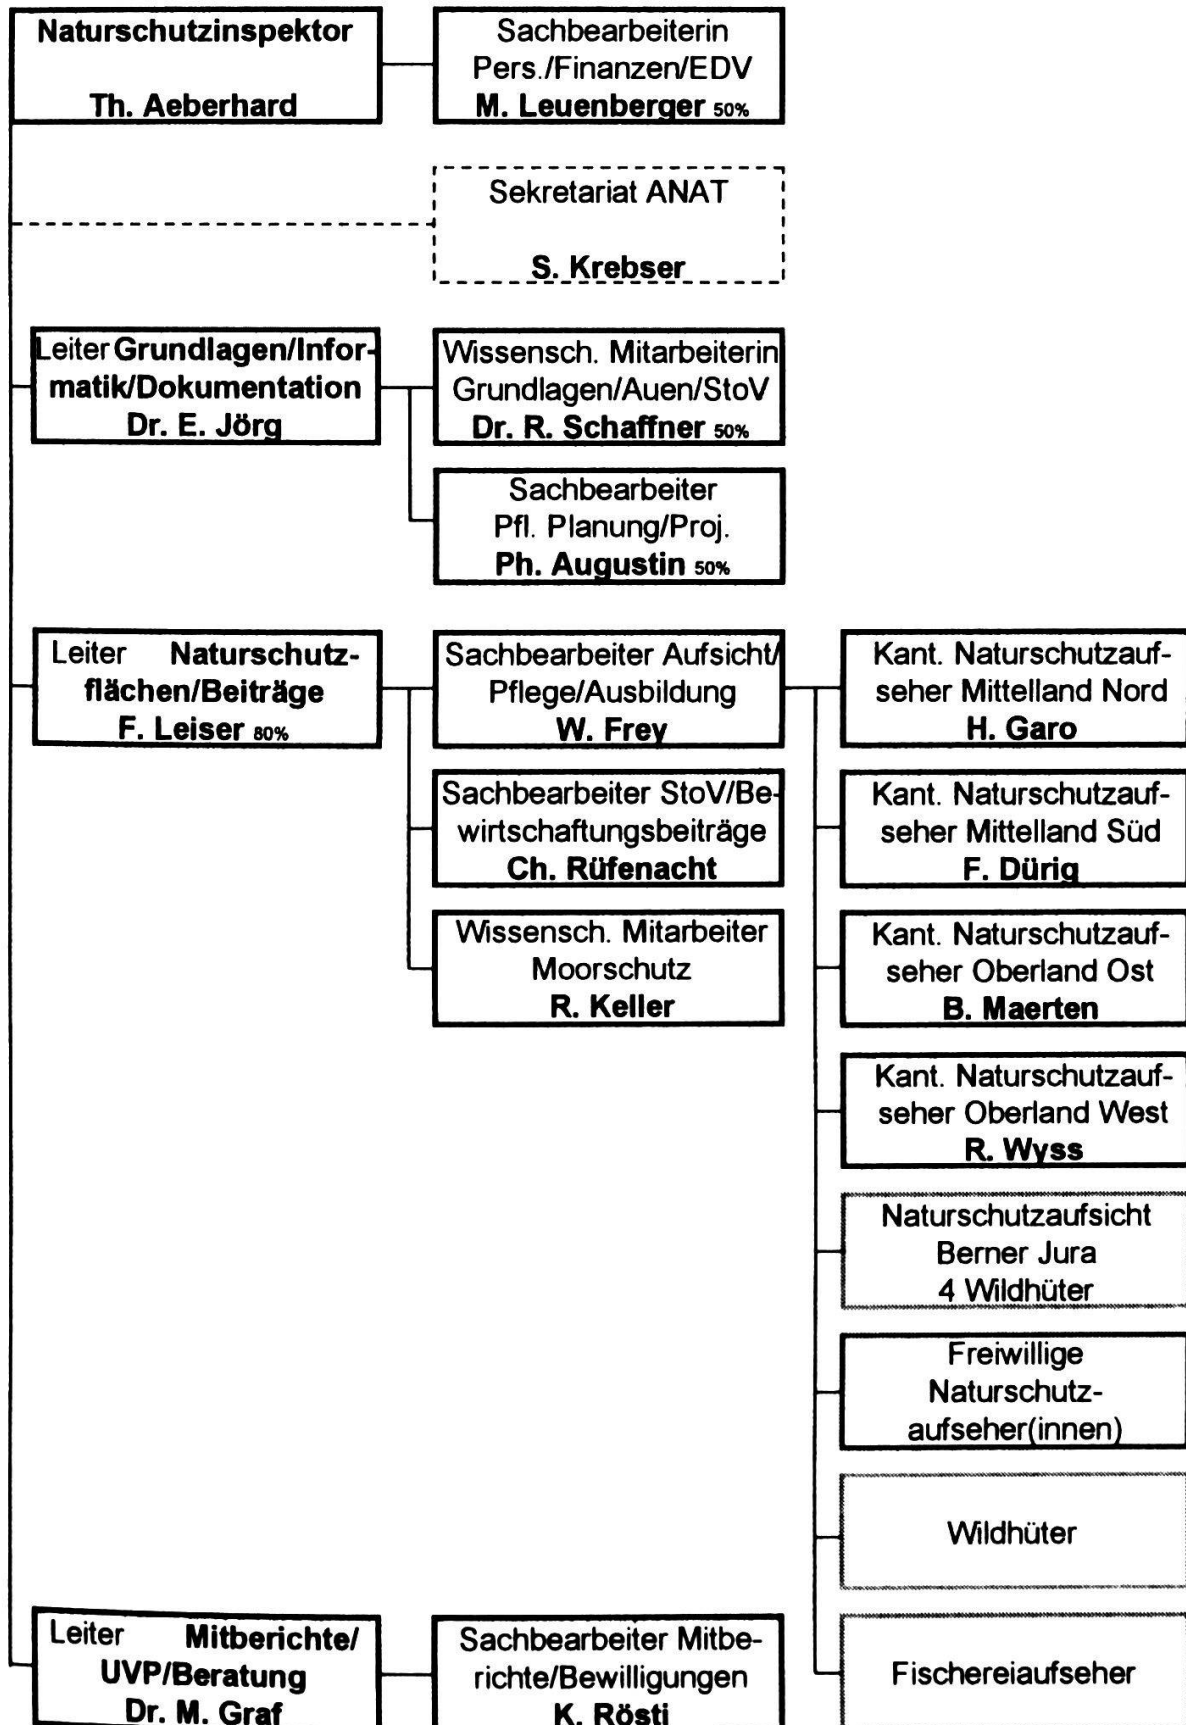 Naturschutzinspektor
Th. Aeberhard
Sachbearbeiterin
Pers./Finanzen/EDV
M. Leuenberger 50%
Sekretariat ANAT
S. Krebser
Leiter Grundlagen/Infor-
matik/Dokumentation
Dr. E. Jörg
Wissensch. Mitarbeiterin
Grundlagen/Auen/StoV
Dr. R. Schaffner 50%
Sachbearbeiter
Pfl. Planung/Proj.
Ph. Augustin 50%
Leiter Naturschutz-
flächen/Beiträge
F. Leiser 80%
Sachbearbeiter Aufsicht/
Pflege/Ausbildung
W. Frey
Sachbearbeiter StoV/Be-
wirtschaftungsbeiträge
Ch. Rüfenacht
Wissensch. Mitarbeiter
Moorschutz
R. Keller
Kant. Naturschutzauf-
seher Mittelland Nord
H. Garo
Kant. Naturschutzauf-
seher Mittelland Süd
F. Dürig
Kant. Naturschutzauf-
seher Oberland Ost
B. Maerten
Kant. Naturschutzauf-
seher Oberland West
R. Wyss
Naturschutzaufsicht
Berner Jura
4 Wildhüter
Freiwillige
Naturschutz-
aufseher(innen)
Wildhüter
Fischereiaufseher
Leiter Mitberichte/
UVP/Beratung
Dr. M. Graf
Sachbearbeiter Mitbe-
richte/Bewilligungen
K. Rösti